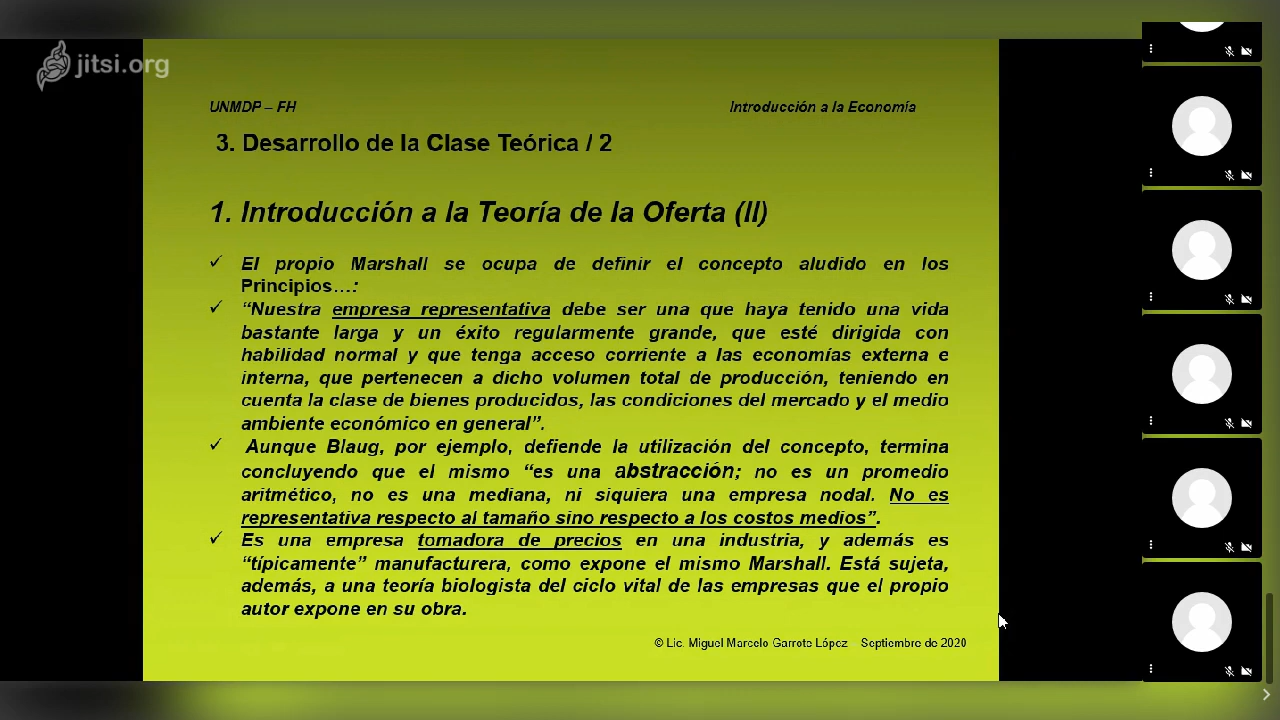 jitsi.org
UNMDP – FH
Introducción a la Economía
3. Desarrollo de la Clase Teórica / 2
1. Introducción a la Teoría de la Oferta (II)
✓ El propio Marshall se ocupa de definir el concepto aludido en los
Principios…:
✓ “Nuestra empresa representativa debe ser una que haya tenido una vida
bastante larga y un éxito regularmente grande, que esté dirigida con
habilidad normal y que tenga acceso corriente a las economías externa e
interna, que pertenecen a dicho volumen total de producción, teniendo en
cuenta la clase de bienes producidos, las condiciones del mercado y el medio
ambiente económico en general”.
✓ Aunque Blaug, por ejemplo, defiende la utilización del concepto, termina
concluyendo que el mismo “es una abstracción; no es un promedio
aritmético, no es una mediana, ni siquiera una empresa nodal. No es
representativa respecto al tamaño sino respecto a los costos medios”.
✓ Es una empresa tomadora de precios en una industria, y además es
“típicamente” manufacturera, como expone el mismo Marshall. Está sujeta,
además, a una teoría biologista del ciclo vital de las empresas que el propio
autor expone en su obra.
© Lic. Miguel Marcelo Garrote López Septiembre de 2020